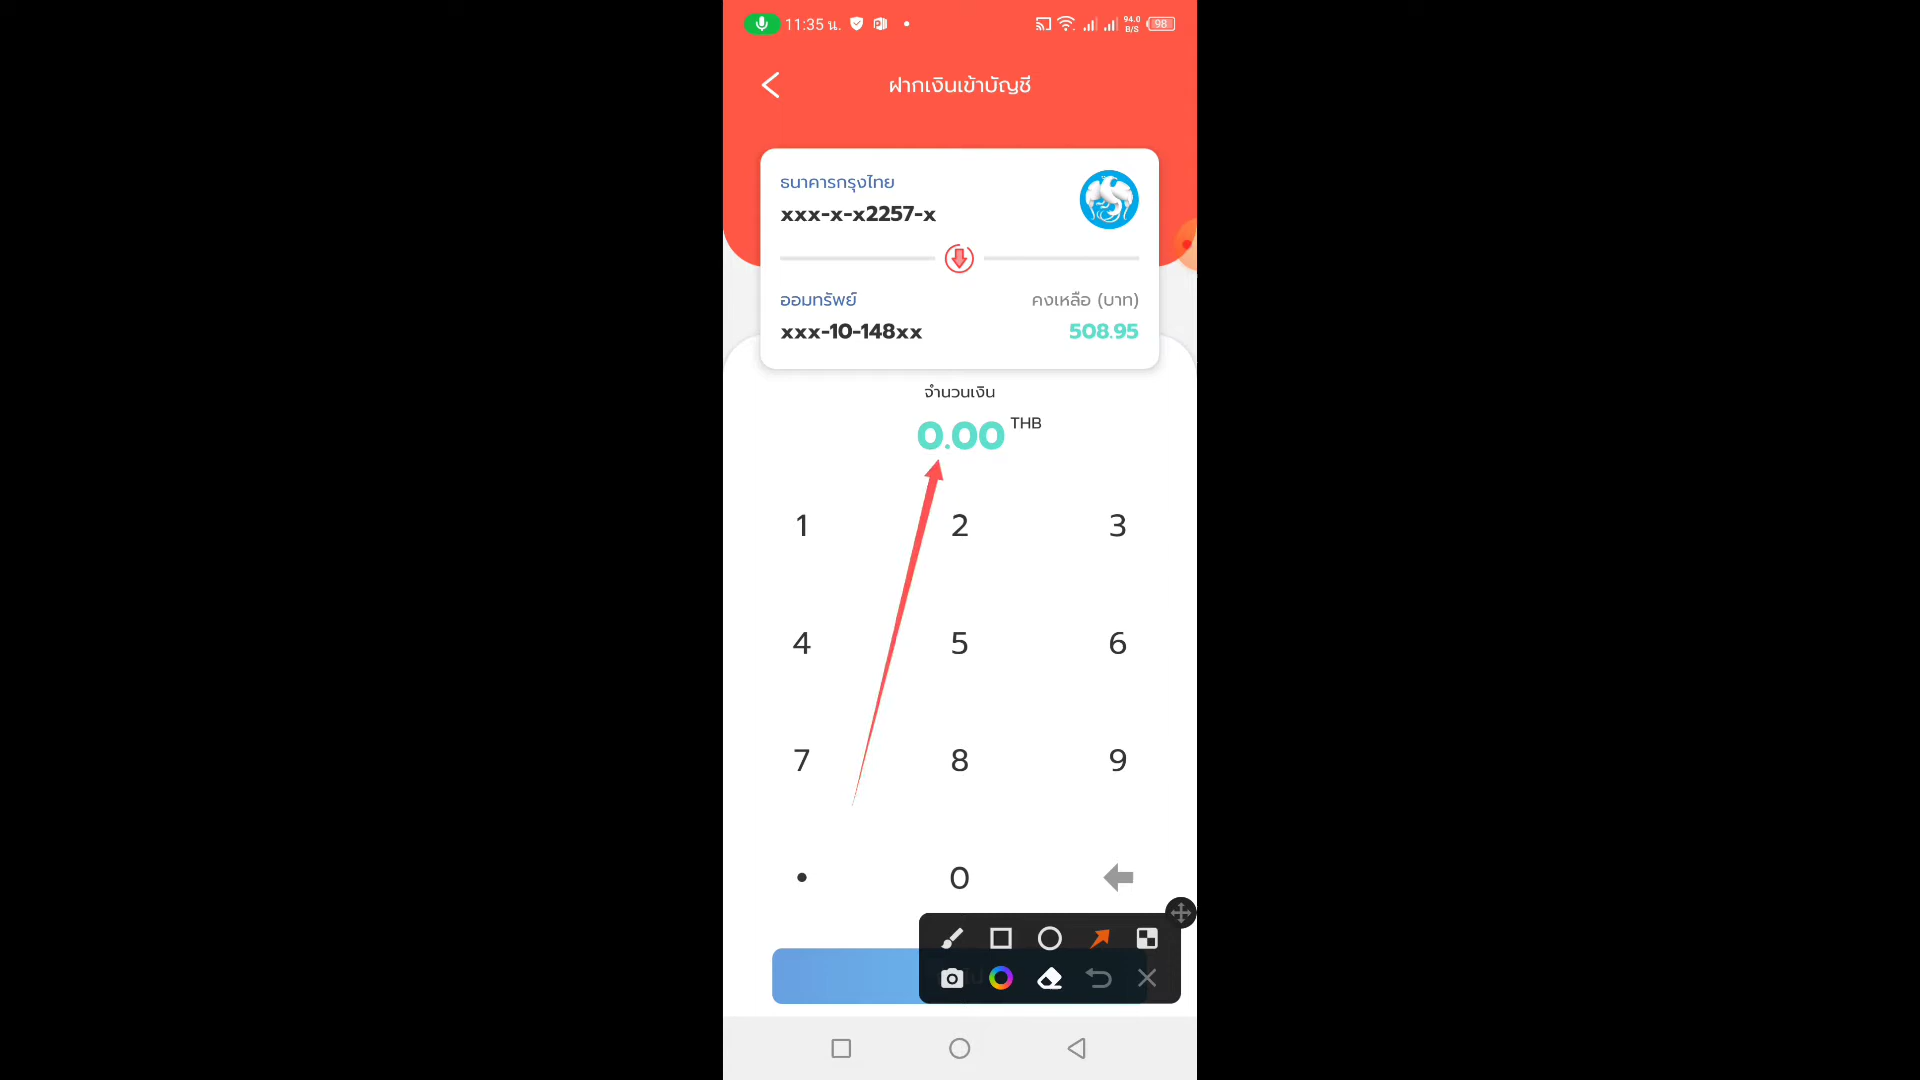 11:35 น.
94.0
B/S
98
ฝากเงินเข้าบัญชี
ธนาคารกรุงไทย
xxx-x-x2257-x
ออมทรัพย์
คงเหลือ (บาท)
xxx-10-148xx
508.95
จำนวนเงิน
0.00 THB
1 2 3
4 5 6
7 8 9
• 0